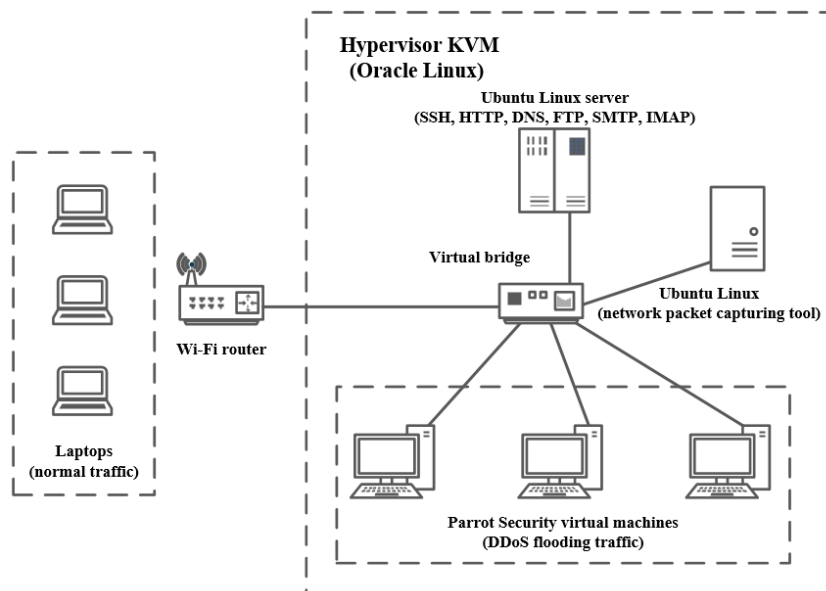 Hypervisor KVM
(Oracle Linux)
Ubuntu Linux server
(SSH, HTTP, DNS, FTP, SMTP, IMAP)
Virtual bridge
Ubuntu Linux
(network packet capturing tool)
Wi-Fi router
Laptops
(normal traffic)
Parrot Security virtual machines
(DDoS flooding traffic)